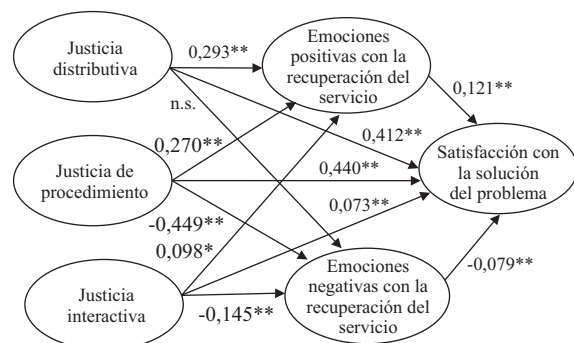 Justicia
distributiva
0,293**
Emociones
positivas con la
recuperación del
servicio
0,121**
n.s.
0,412**
0,270**
Justicia de
procedimiento
0,440**
Satisfacción con
la solución
del problema
-0,449**
0,073**
0,098*
Justicia
interactiva
-0,145**
Emociones
negativas con la
recuperación del
servicio
-0,079**